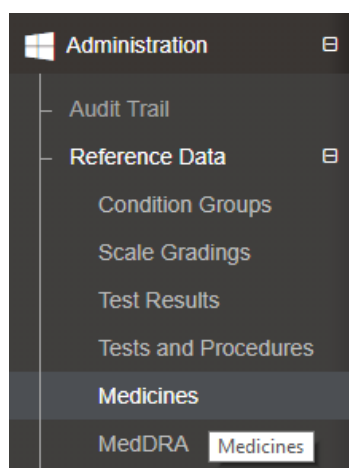 Administration
Audit Trail
Reference Data
Condition Groups
Scale Gradings
Test Results
Tests and Procedures
Medicines
MedDRA Medicines